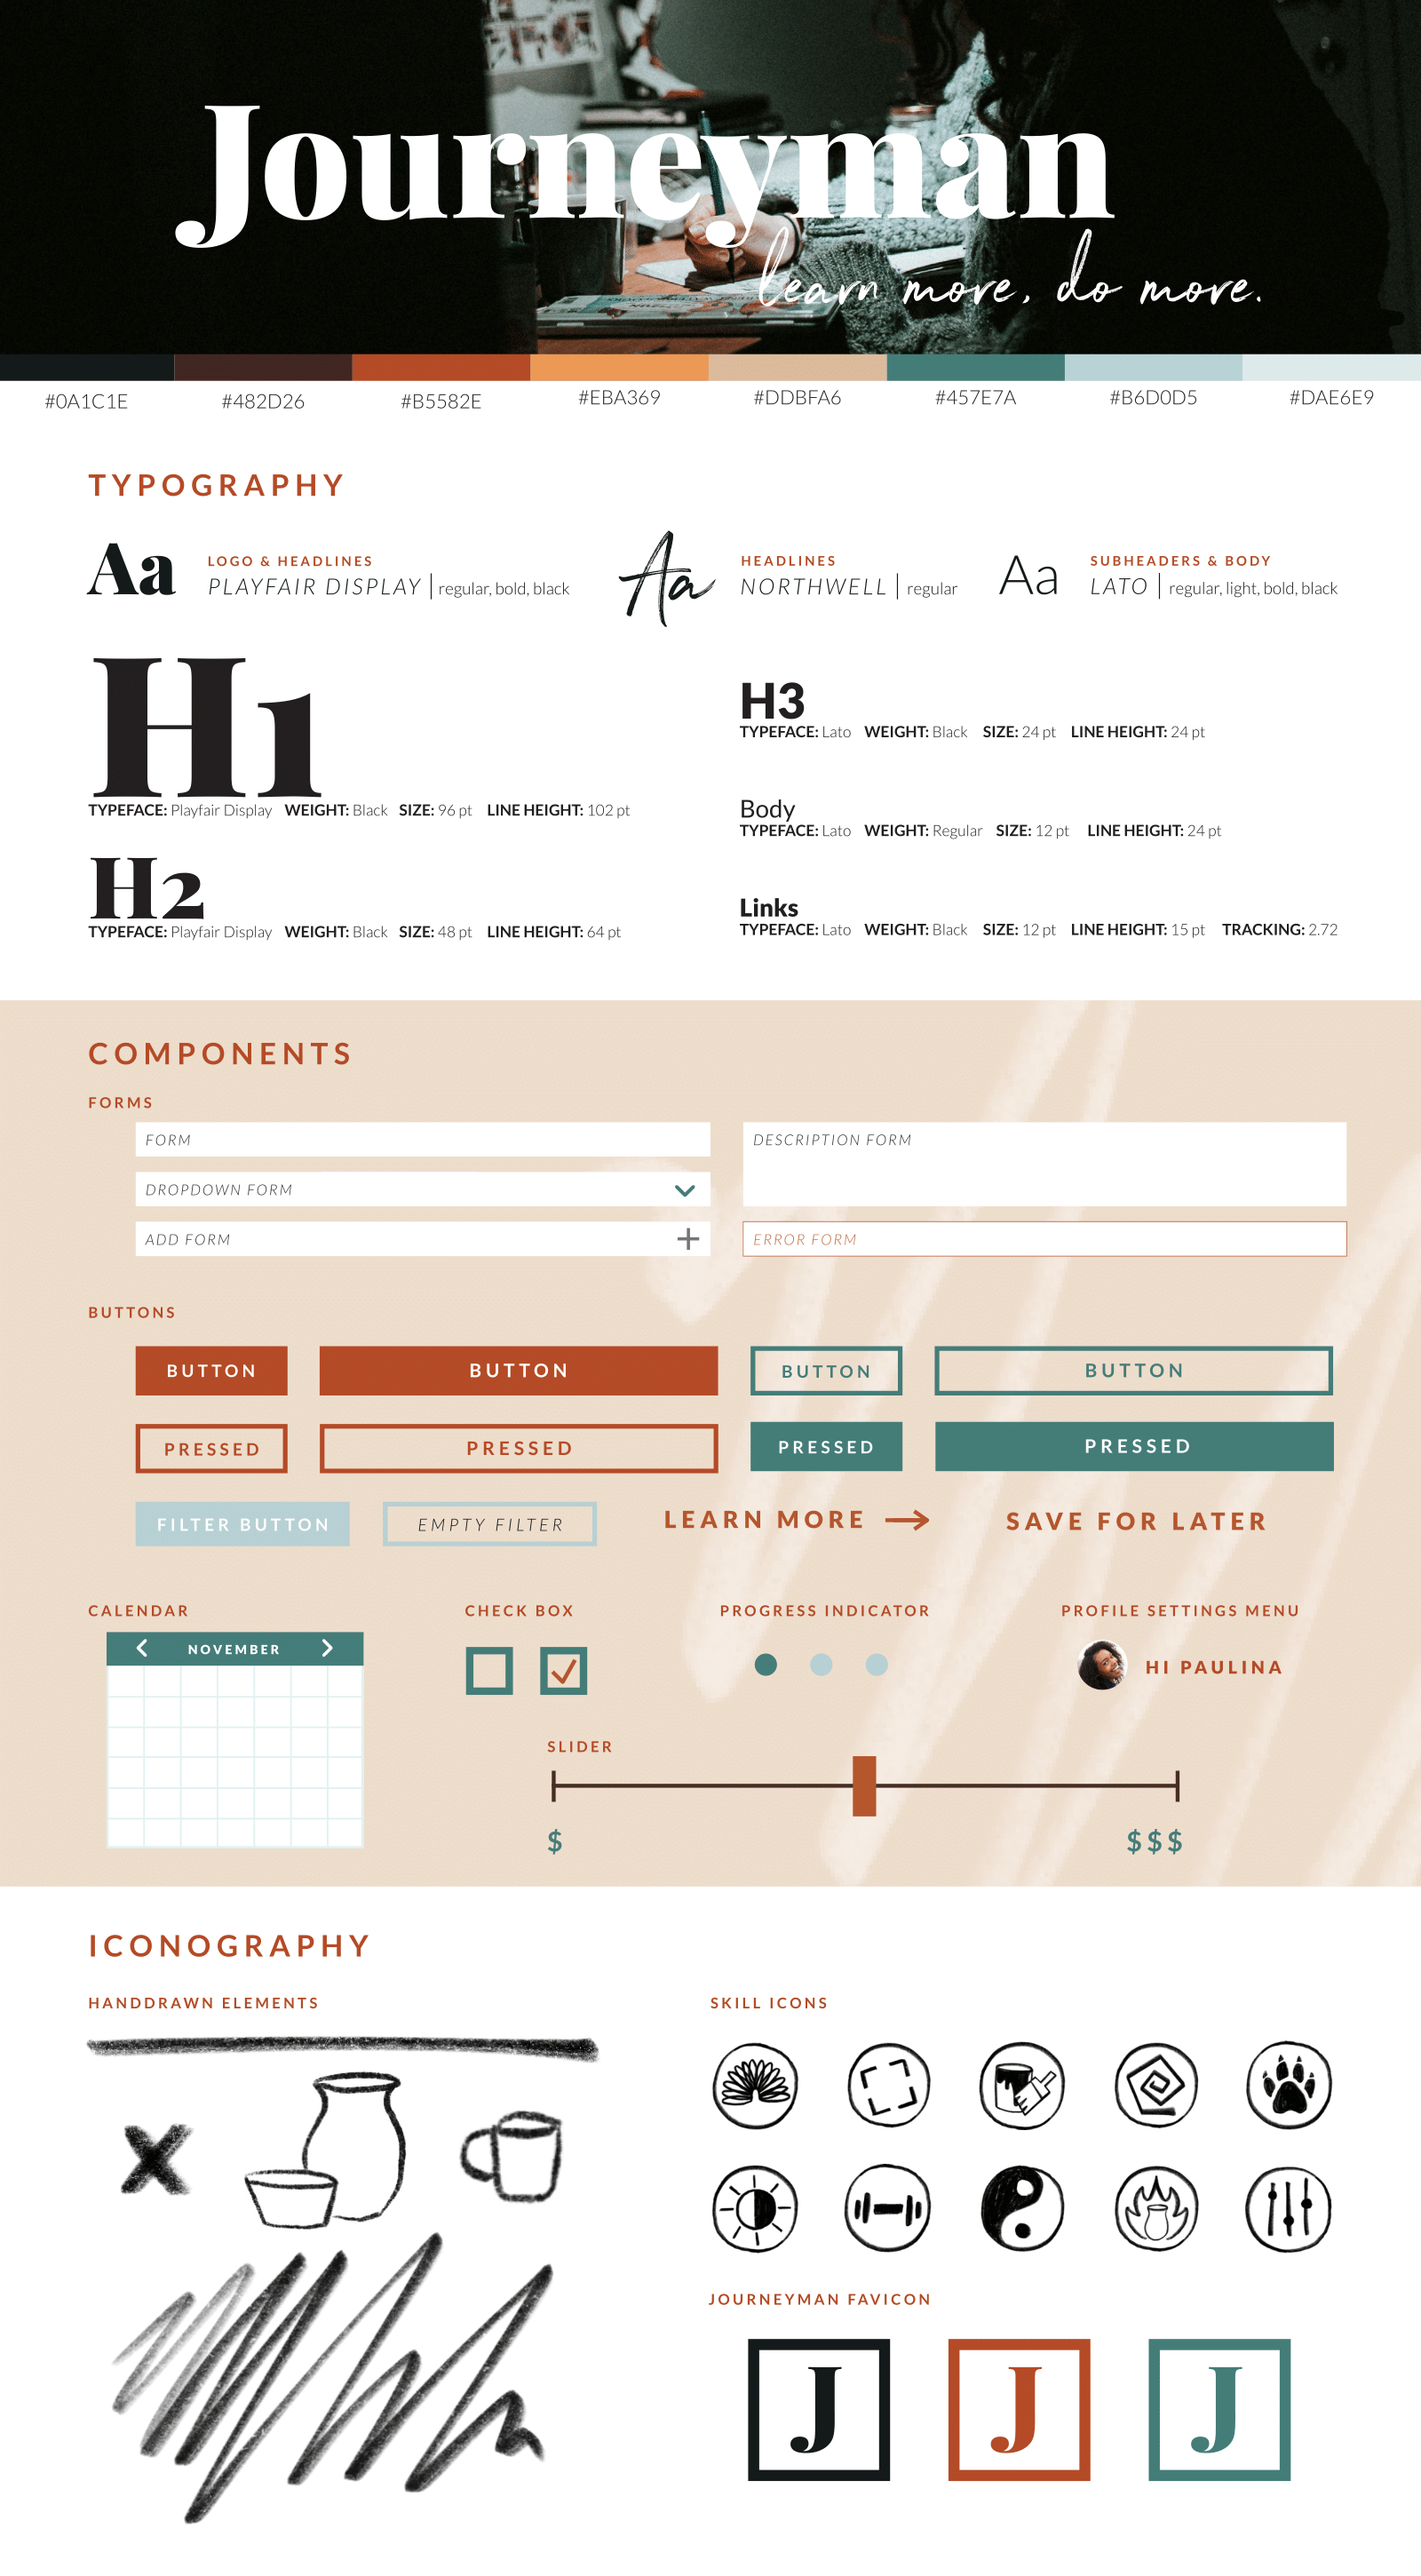 Journeyman
learn more, do more.
#0A1C1E #482D26 #B5582E #EBA369 #DDBFA6 #457E7A #B6D0D5 #DAE6E9
TYPOGRAPHY
Aa
LOGO & HEADLINES
PLAYFAIR DISPLAY | regular, bold, black
Aa
HEADLINES
NORTHWELL | regular
Aa
SUBHEADERS & BODY
LATO | regular, light, bold, black
H1
TYPEFACE: Playfair Display WEIGHT: Black SIZE: 96 pt LINE HEIGHT: 102 pt
H2
TYPEFACE: Playfair Display WEIGHT: Black SIZE: 48 pt LINE HEIGHT: 64 pt
H3
TYPEFACE: Lato WEIGHT: Black SIZE: 24 pt LINE HEIGHT: 24 pt
Body
TYPEFACE: Lato WEIGHT: Regular SIZE: 12 pt LINE HEIGHT: 24 pt
Links
TYPEFACE: Lato WEIGHT: Black SIZE: 12 pt LINE HEIGHT: 15 pt TRACKING: 2.72
COMPONENTS
FORMS
FORM
DROPDOWN FORM
ADD FORM
DESCRIPTION FORM
ERROR FORM
BUTTONS
BUTTON BUTTON BUTTON BUTTON
PRESSED PRESSED PRESSED PRESSED
FILTER BUTTON EMPTY FILTER LEARN MORE SAVE FOR LATER
CALENDAR
NOVEMBER
CHECK BOX
PROGRESS INDICATOR
PROFILE SETTINGS MENU
HI PAULINA
SLIDER
$ $$$
ICONOGRAPHY
HANDDRAWN ELEMENTS
SKILL ICONS
JOURNEYMAN FAVICON
J J J